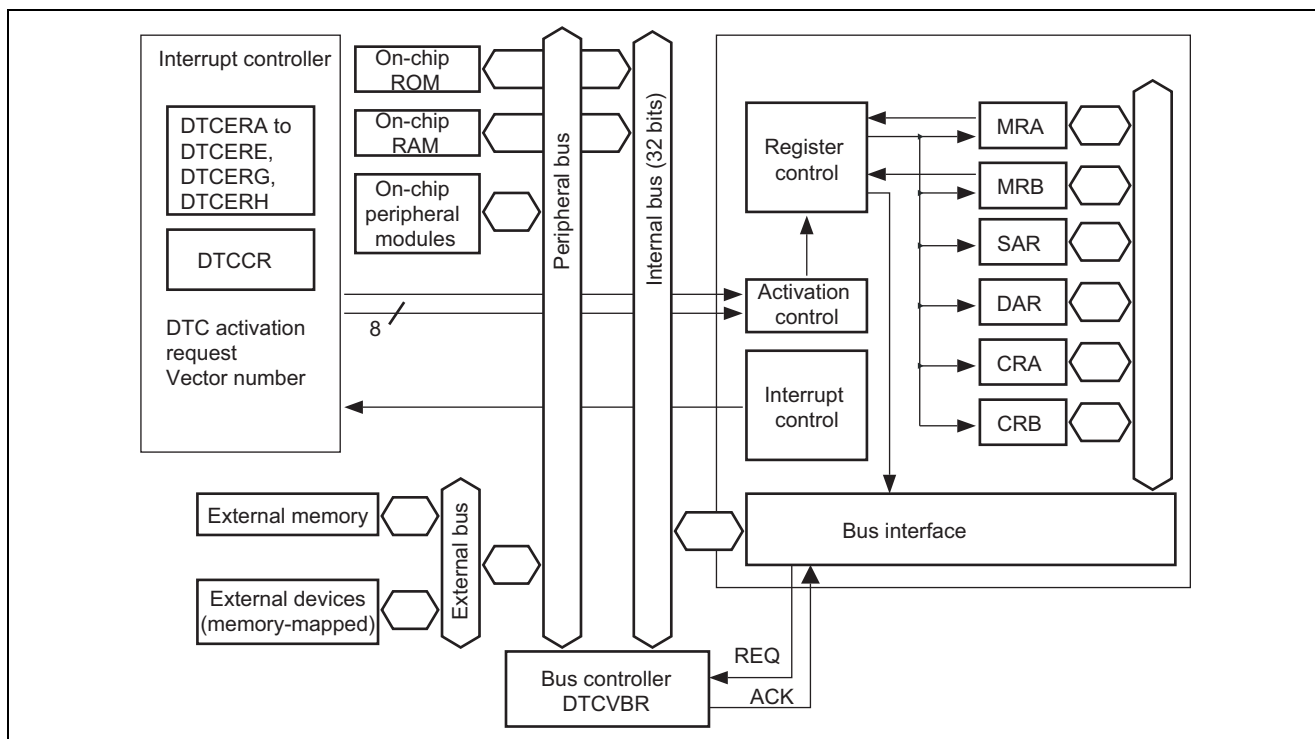 Interrupt controller
DTCERA to
DTCERE,
DTCERG,
DTCERH
DTCCR
DTC activation
request
Vector number
On-chip
ROM
On-chip
RAM
On-chip
peripheral
modules
8
Peripheral bus
Internal bus (32 bits)
Register
control
Activation
control
Interrupt
control
MRA
MRB
SAR
DAR
CRA
CRB
External memory
External devices
(memory-mapped)
External bus
Bus interface
REQ
ACK
Bus controller
DTCVBR